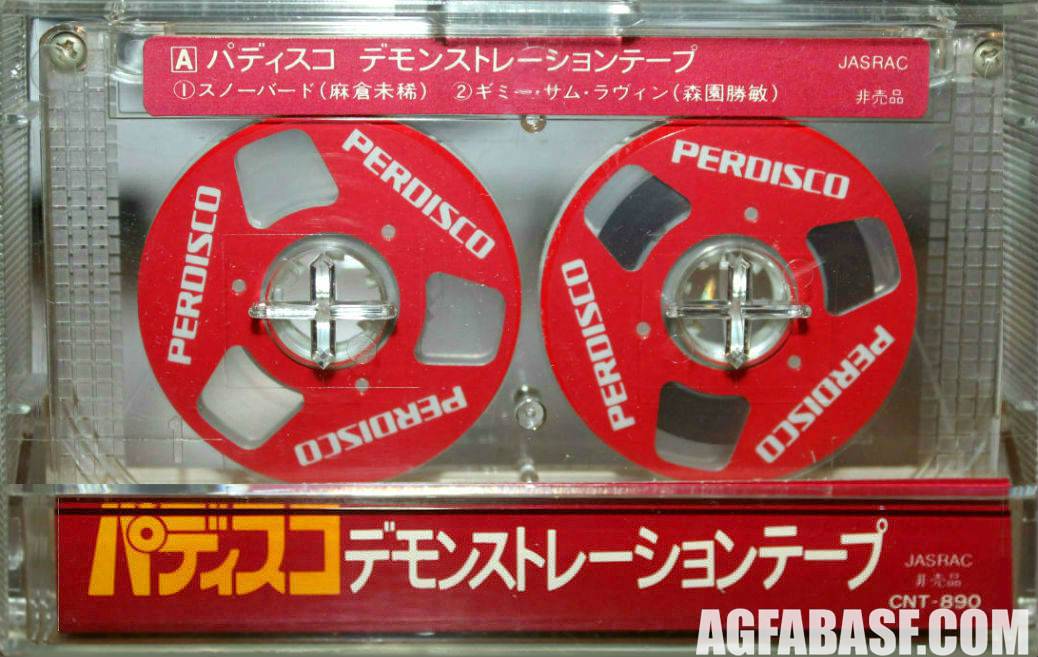 A パディスコ デモンストレーションテープ
JASRAC
①スノーバード(麻倉未稀) ②ギミー・サム・ラヴィン(森園勝敏)
非売品
PERDISCO
PERDISCO
PERDISCO
PERDISCO
PERDISCO
PERDISCO
パディスコ デモンストレーションテープ
JASRAC
非売品
CNT-890
AGFABASF.COM